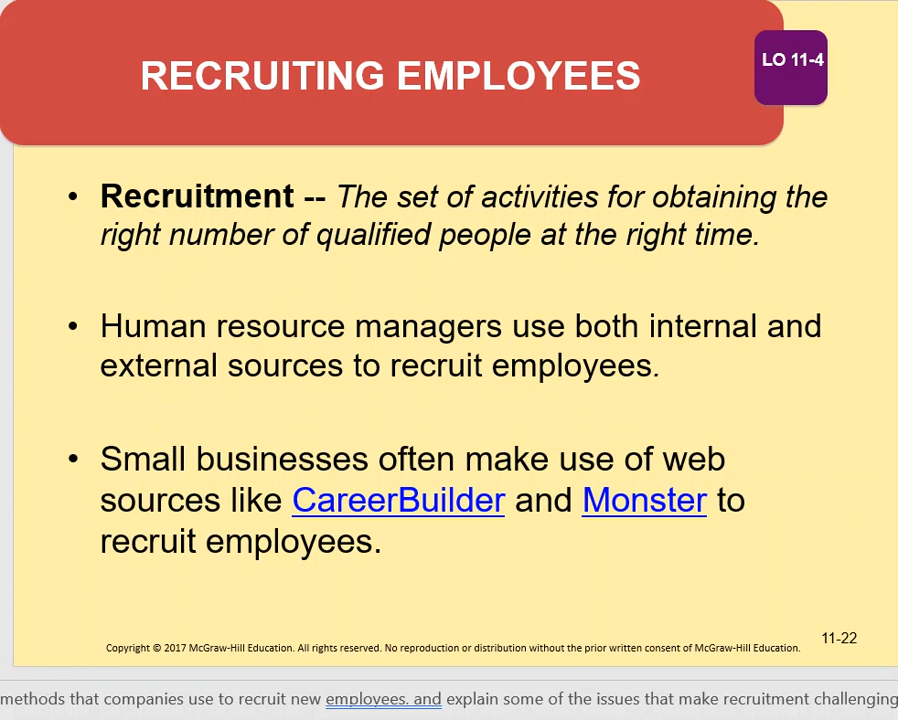 RECRUITING EMPLOYEES
LO 11-4
• Recruitment -- The set of activities for obtaining the
right number of qualified people at the right time.
• Human resource managers use both internal and
external sources to recruit employees.
• Small businesses often make use of web
sources like CareerBuilder and Monster to
recruit employees.
11-22
Copyright © 2017 McGraw-Hill Education. All rights reserved. No reproduction or distribution without the prior written consent of McGraw-Hill Education.
methods that companies use to recruit new employees. and explain some of the issues that make recruitment challenging